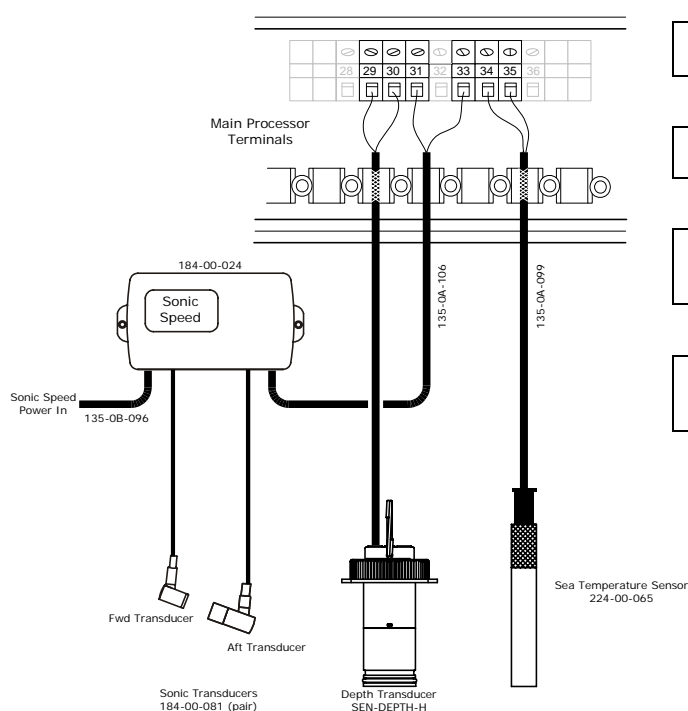 28 29 30 31 32 33 34 35 36
Main Processor
Terminals
184-00-024
Sonic
Speed
135-0A-106
135-0A-099
Sonic Speed
Power In
135-0B-096
Sea Temperature Sensor
224-00-065
Fwd Transducer
Aft Transducer
Sonic Transducers
184-00-081 (pair)
Depth Transducer
SEN-DEPTH-H